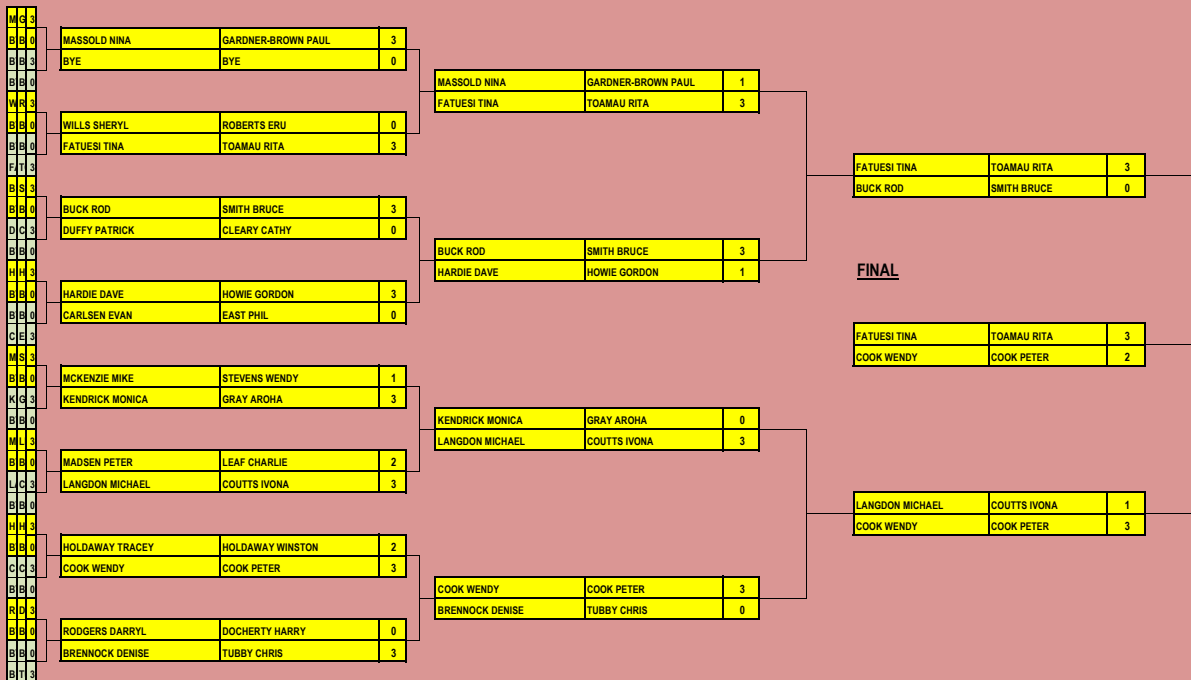 M G 3
B B 0
B B 3
B B 0
W R 3
B B 0
B B 0
F T 3
B S 3
B B 0
D C 3
B B 0
H H 3
B B 0
B B 0
C E 3
M S 3
B B 0
K G 3
B B 0
M L 3
B B 0
L C 3
B B 0
H H 3
B B 0
C C 3
B B 0
R D 3
B B 0
B B 0
B T 3
MASSOLD NINA GARDNER-BROWN PAUL 3
BYE BYE 0
WILLS SHERYL ROBERTS ERU 0
FATUESI TINA TOAMAU RITA 3
BUCK ROD SMITH BRUCE 3
DUFFY PATRICK CLEARY CATHY 0
HARDIE DAVE HOWIE GORDON 3
CARLSEN EVAN EAST PHIL 0
MCKENZIE MIKE STEVENS WENDY 1
KENDRICK MONICA GRAY AROHA 3
MADSEN PETER LEAF CHARLIE 2
LANGDON MICHAEL COUTTS IVONA 3
HOLDAWAY TRACEY HOLDAWAY WINSTON 2
COOK WENDY COOK PETER 3
RODGERS DARRYL DOCHERTY HARRY 0
BRENNOCK DENISE TUBBY CHRIS 3
MASSOLD NINA GARDNER-BROWN PAUL 1
FATUESI TINA TOAMAU RITA 3
BUCK ROD SMITH BRUCE 3
HARDIE DAVE HOWIE GORDON 1
KENDRICK MONICA GRAY AROHA 0
LANGDON MICHAEL COUTTS IVONA 3
COOK WENDY COOK PETER 3
BRENNOCK DENISE TUBBY CHRIS 0
FATUESI TINA TOAMAU RITA 3
BUCK ROD SMITH BRUCE 0
FINAL
FATUESI TINA TOAMAU RITA 3
COOK WENDY COOK PETER 2
LANGDON MICHAEL COUTTS IVONA 1
COOK WENDY COOK PETER 3